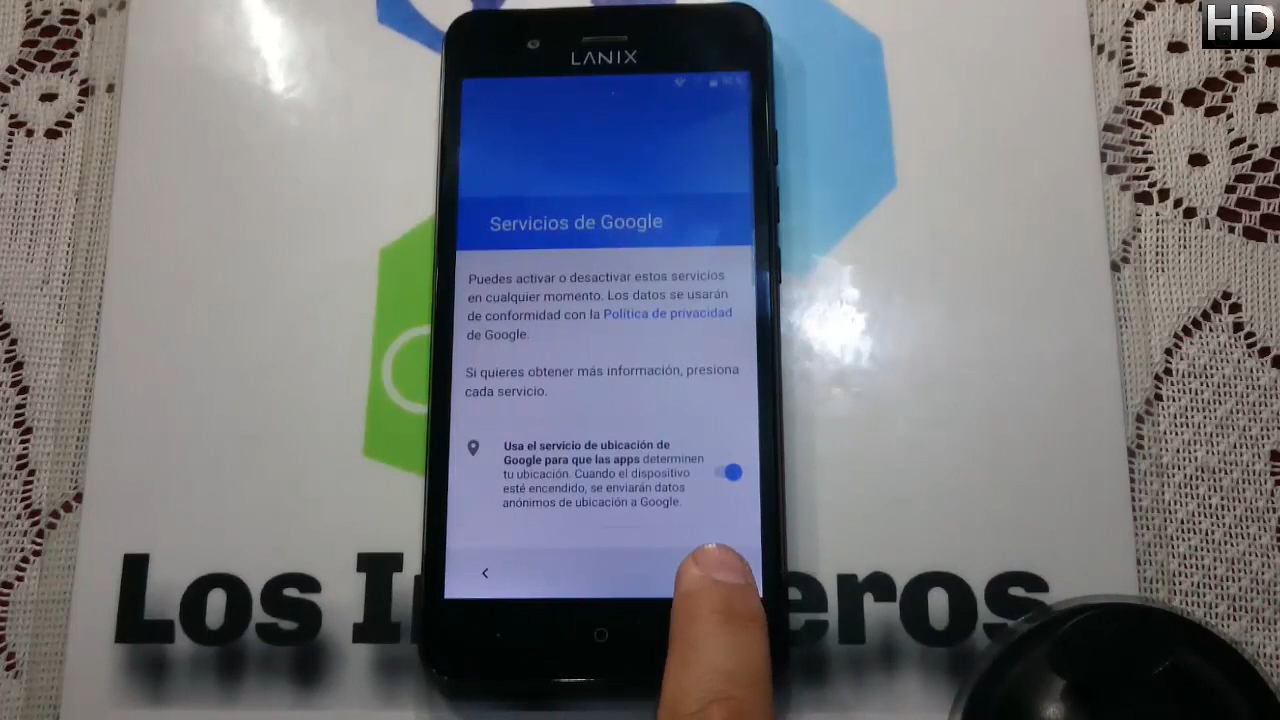 HD
LANIX
Servicios de Google
Puedes activar o desactivar estos servicios
en cualquier momento. Los datos se usarán
de conformidad con la Política de privacidad
de Google.
Si quieres obtener más información, presiona
cada servicio.
Usa el servicio de ubicación de
Google para que las apps determinen
tu ubicación. Cuando el dispositivo
esté encendido, se enviarán datos
anónimos de ubicación a Google.
Los